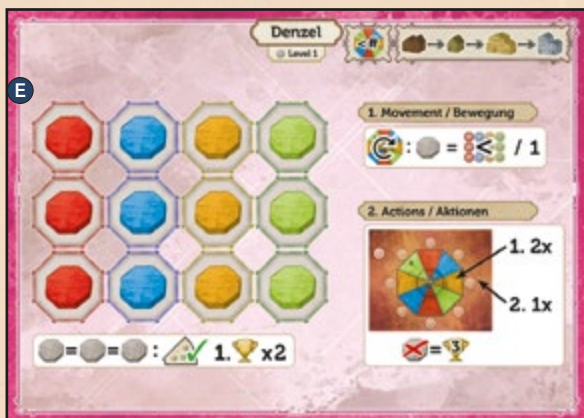 Denzel
Level 1
< #
E
1. Movement / Bewegung
: = < / 1
2. Actions / Aktionen
1. 2x
2. 1x
= 3
= = : 1. x2